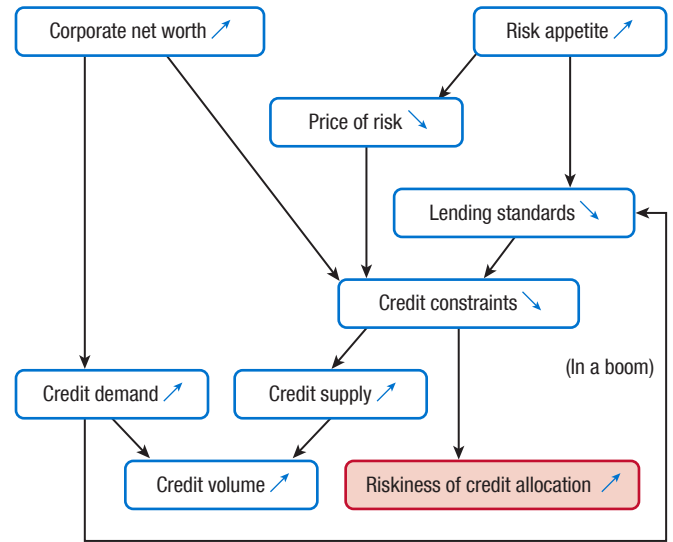 Corporate net worth
Risk appetite
Price of risk
Lending standards
Credit constraints
(In a boom)
Credit demand
Credit supply
Credit volume
Riskiness of credit allocation